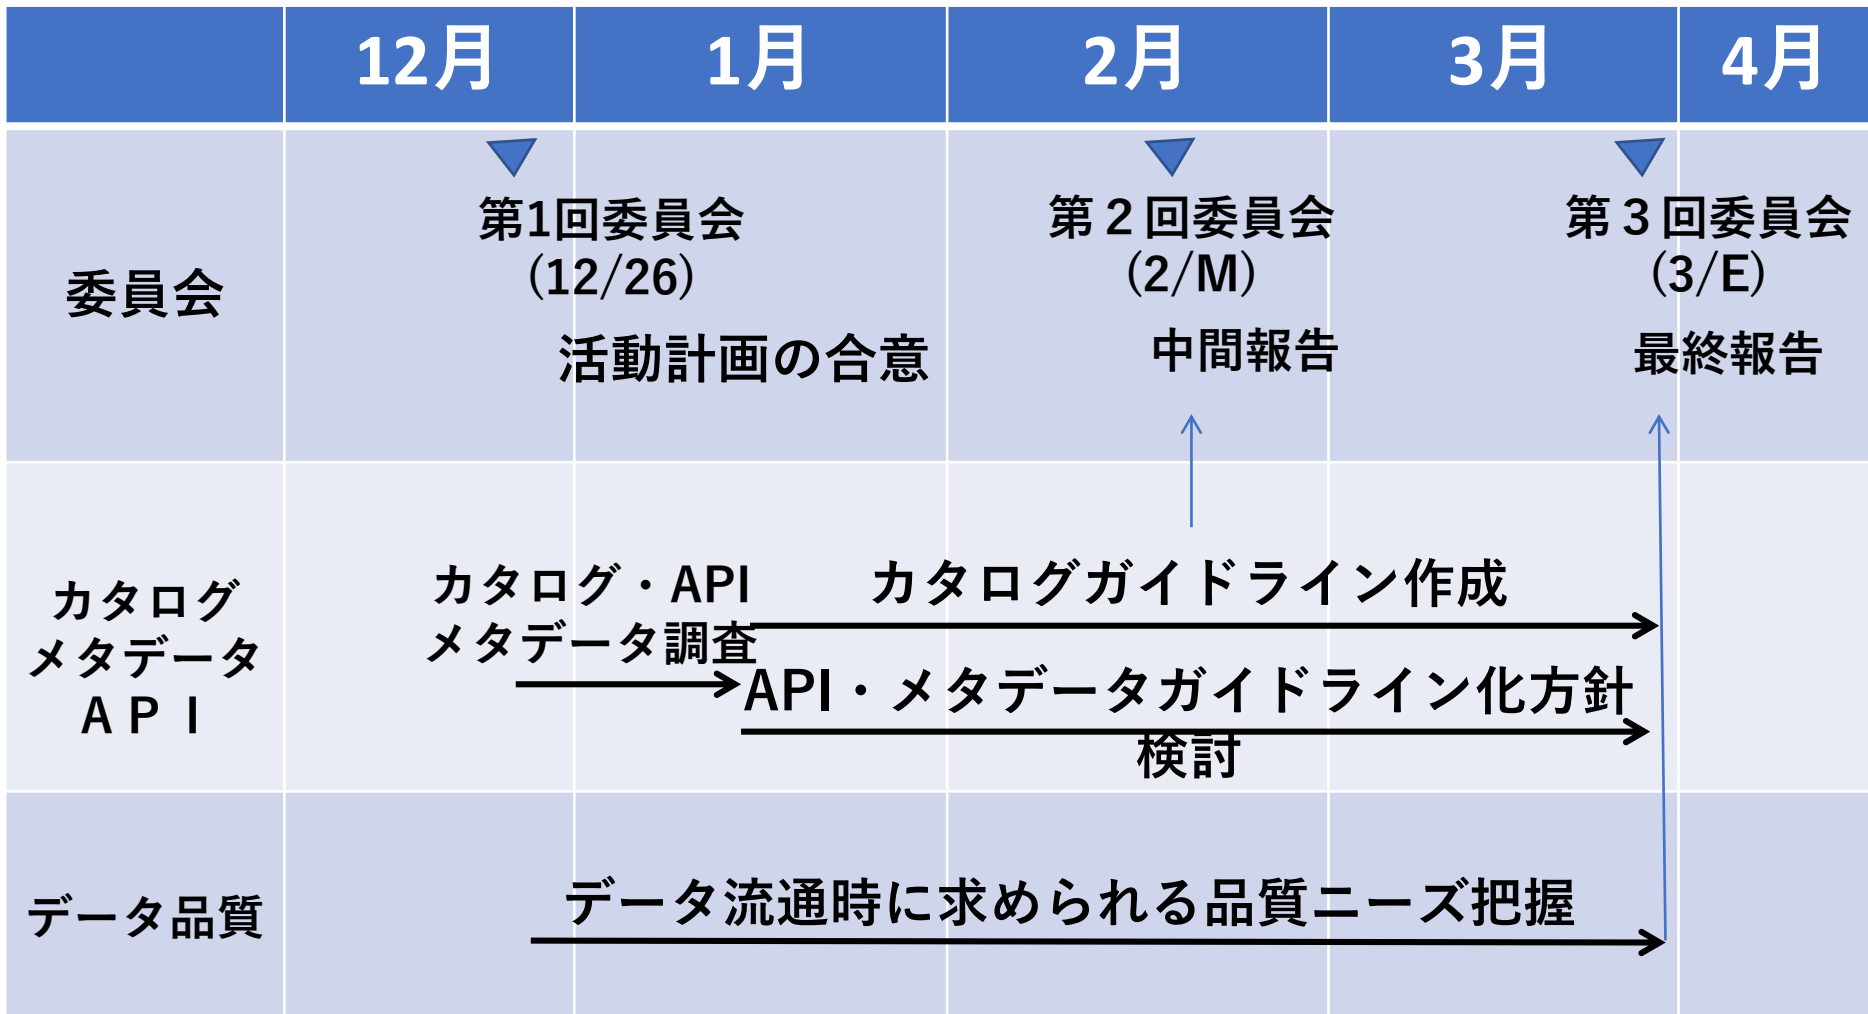 12月
1月
2月
3月
4月
委員会
第1回委員会
(12/26)
活動計画の合意
第２回委員会
(2/M)
中間報告
第３回委員会
(3/E)
最終報告
カタログ
メタデータ
ＡＰＩ
カタログ・API
メタデータ調査
カタログガイドライン作成
API・メタデータガイドライン化方針
検討
データ品質
データ流通時に求められる品質ニーズ把握